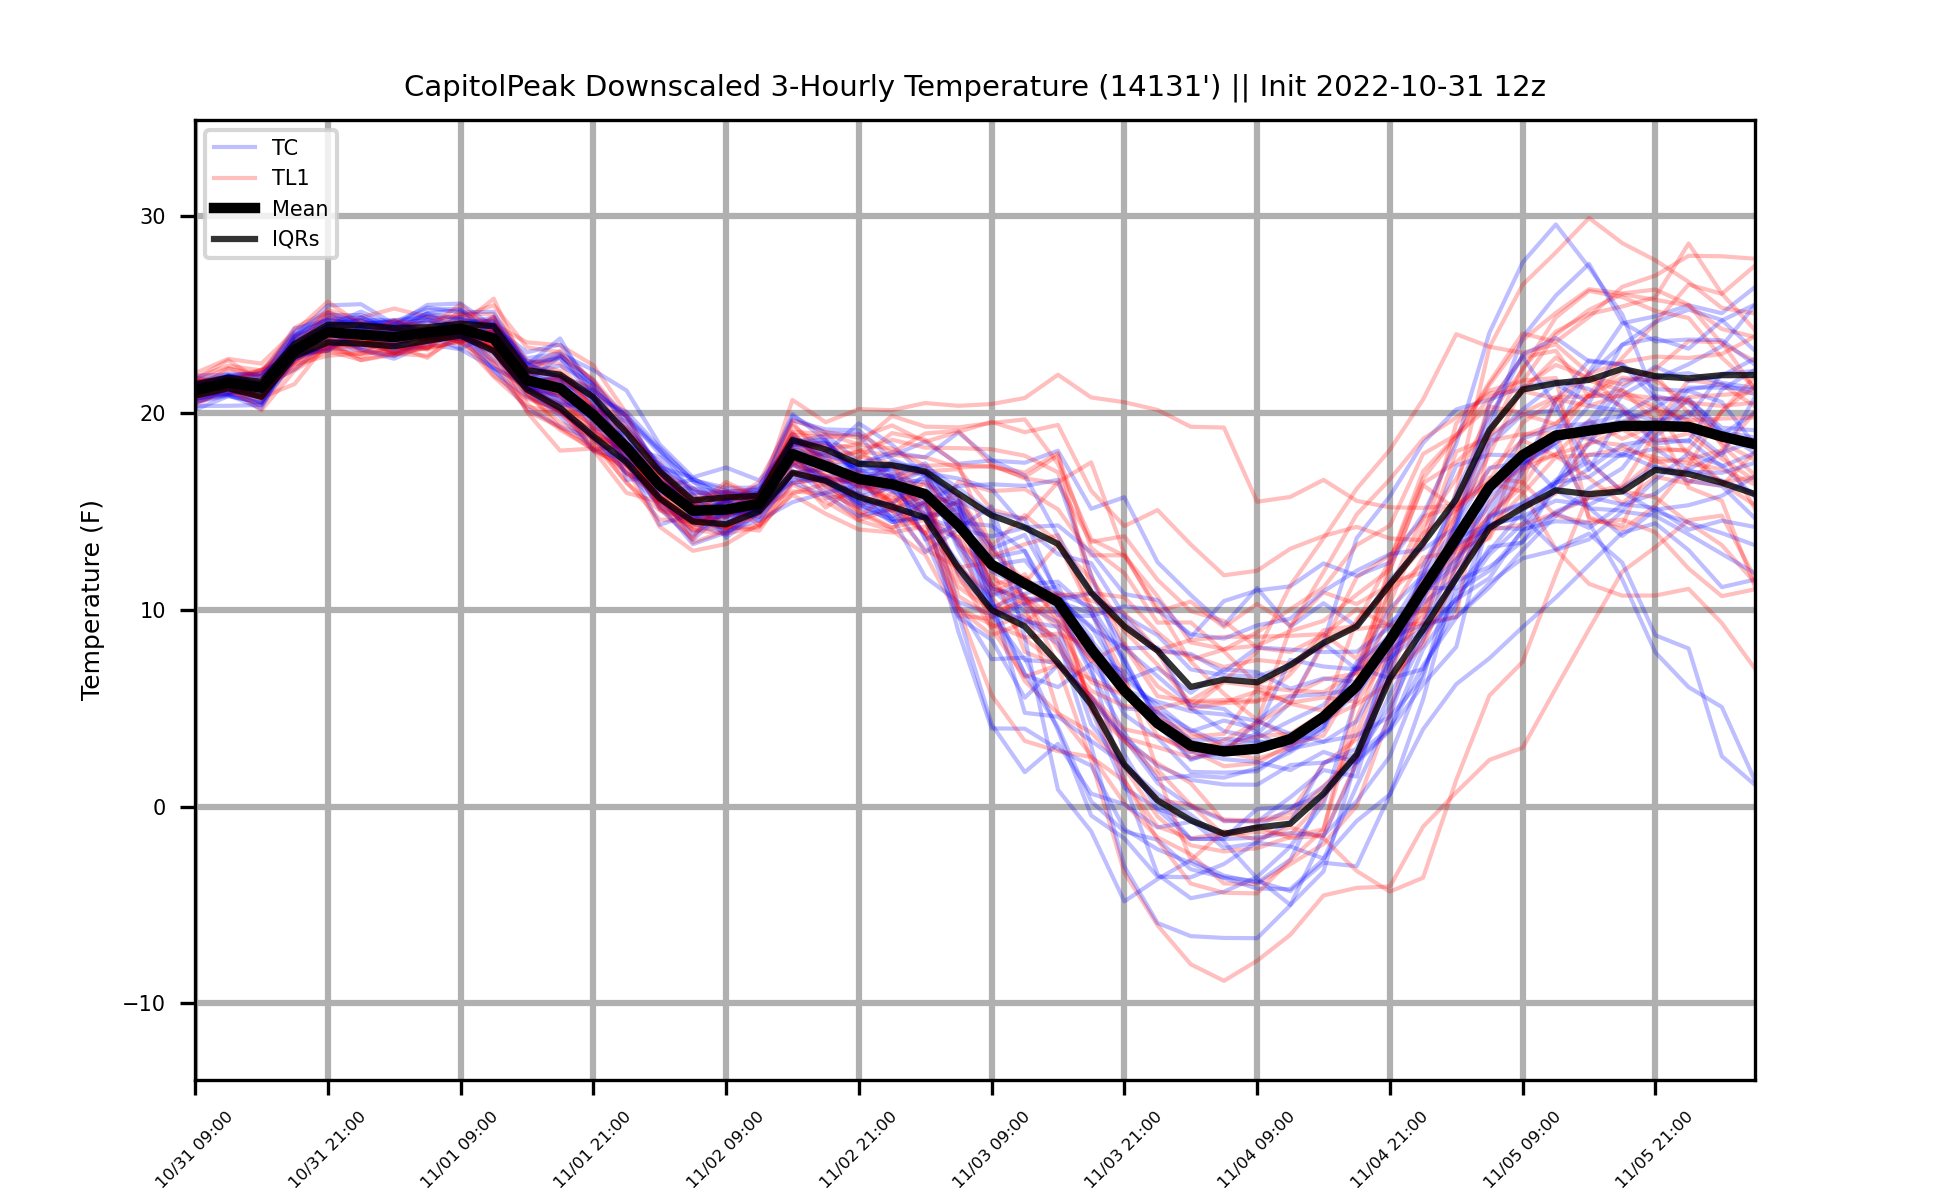 CapitolPeak Downscaled 3-Hourly Temperature (14131') || Init 2022-10-31 12z
TC
TL1
Mean
IQRs
Temperature (F)
30
20
10
0
−10
10/31 09:00
10/31 21:00
11/01 09:00
11/01 21:00
11/02 09:00
11/02 21:00
11/03 09:00
11/03 21:00
11/04 09:00
11/04 21:00
11/05 09:00
11/05 21:00